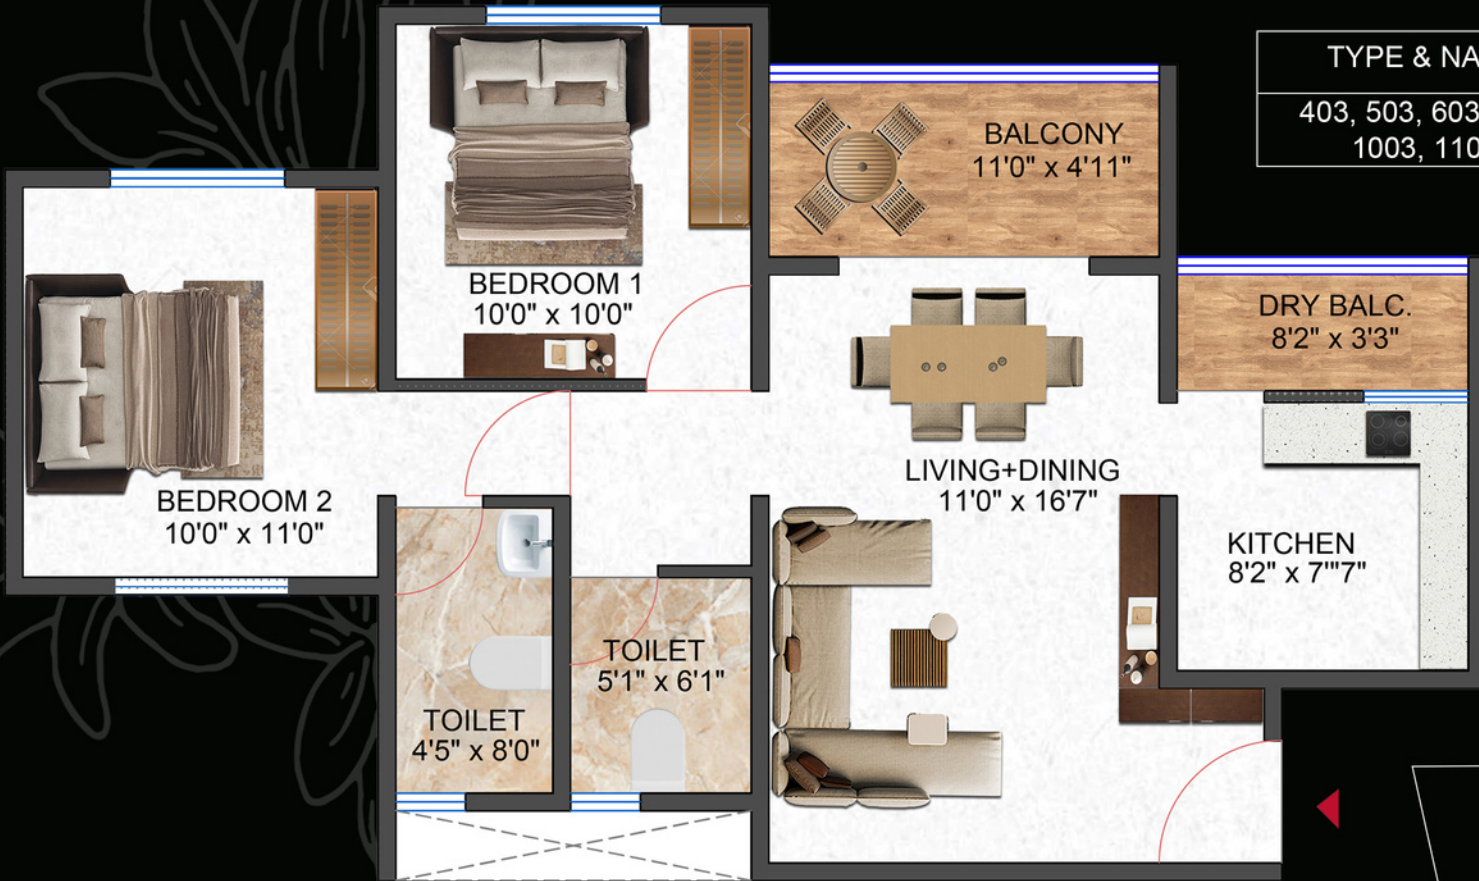 TYPE & NA
403, 503, 603
1003, 110
BALCONY
11'0" x 4'11"
BEDROOM 1
10'0" x 10'0"
DRY BALC.
8'2" x 3'3"
LIVING+DINING
11'0" x 16'7"
BEDROOM 2
10'0" x 11'0"
KITCHEN
8'2" x 7'"7"
TOILET
5'1" x 6'1"
TOILET
4'5" x 8'0"